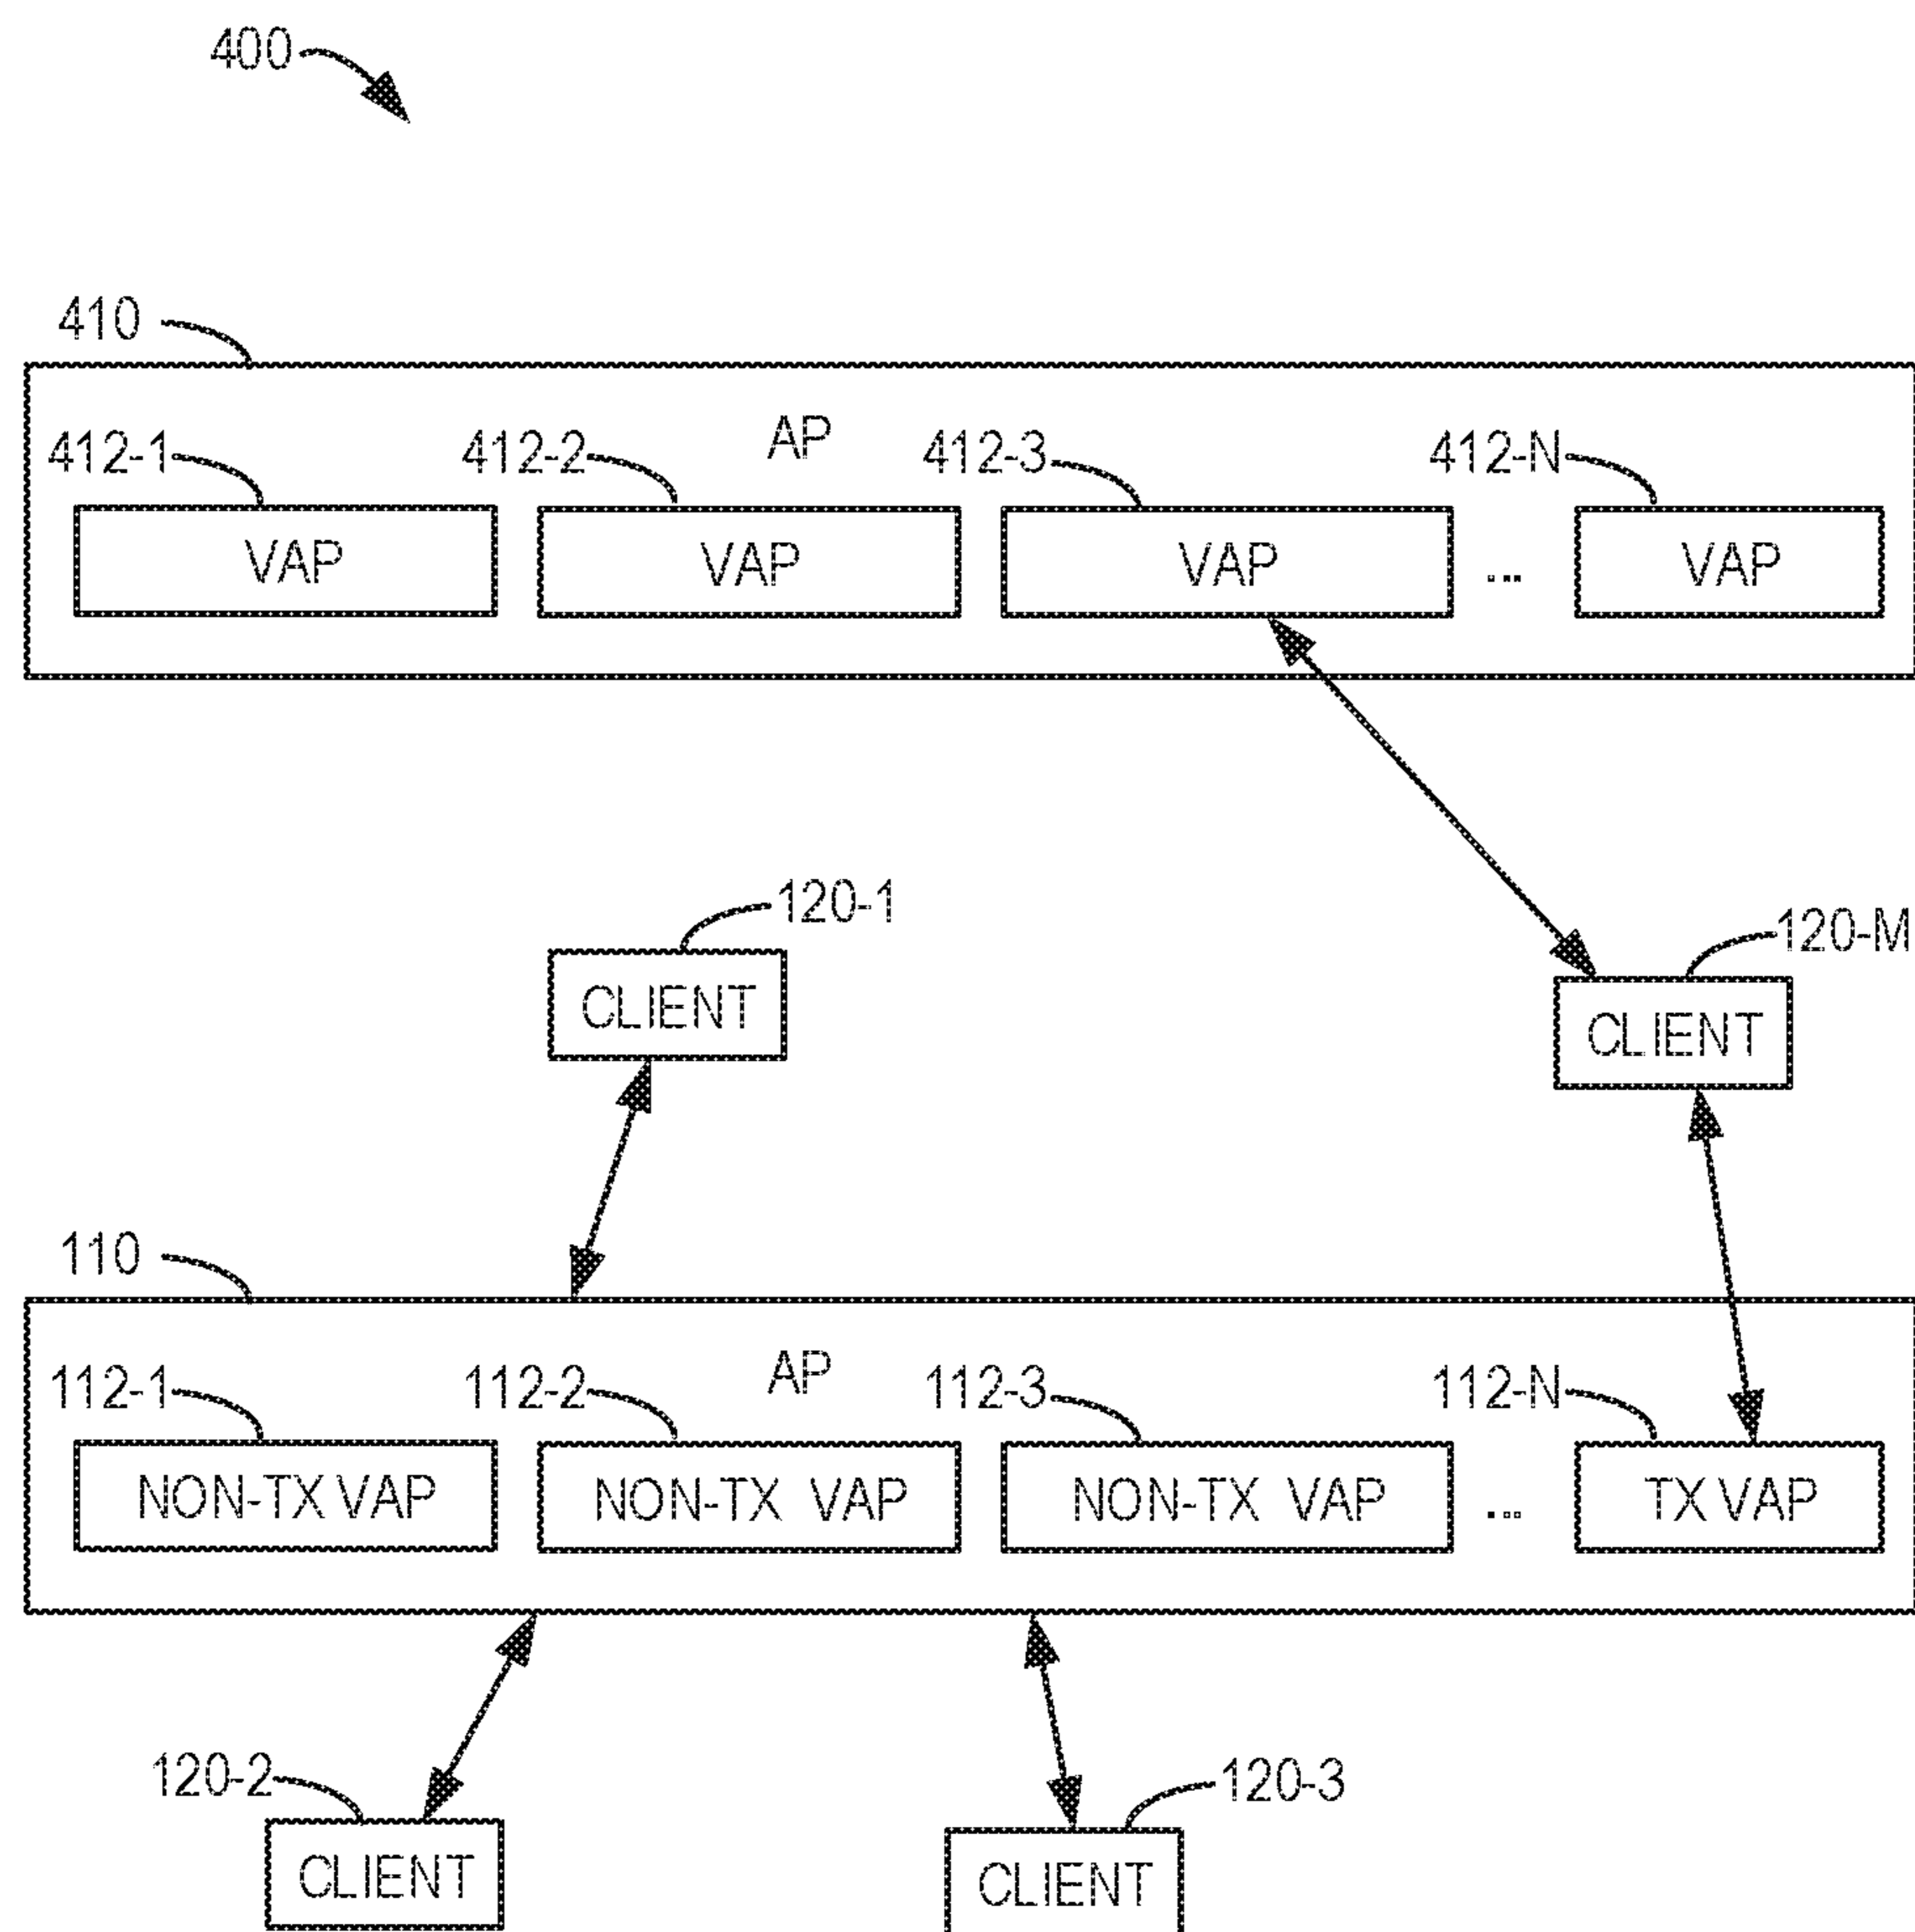 400
410
AP
412-1 412-2 412-3 412-N
VAP VAP VAP ... VAP
120-1
120-M
CLIENT
CLIENT
110
AP
112-1 112-2 112-3 112-N
NON-TX VAP NON-TX VAP NON-TX VAP ... TX VAP
120-2 120-3
CLIENT CLIENT